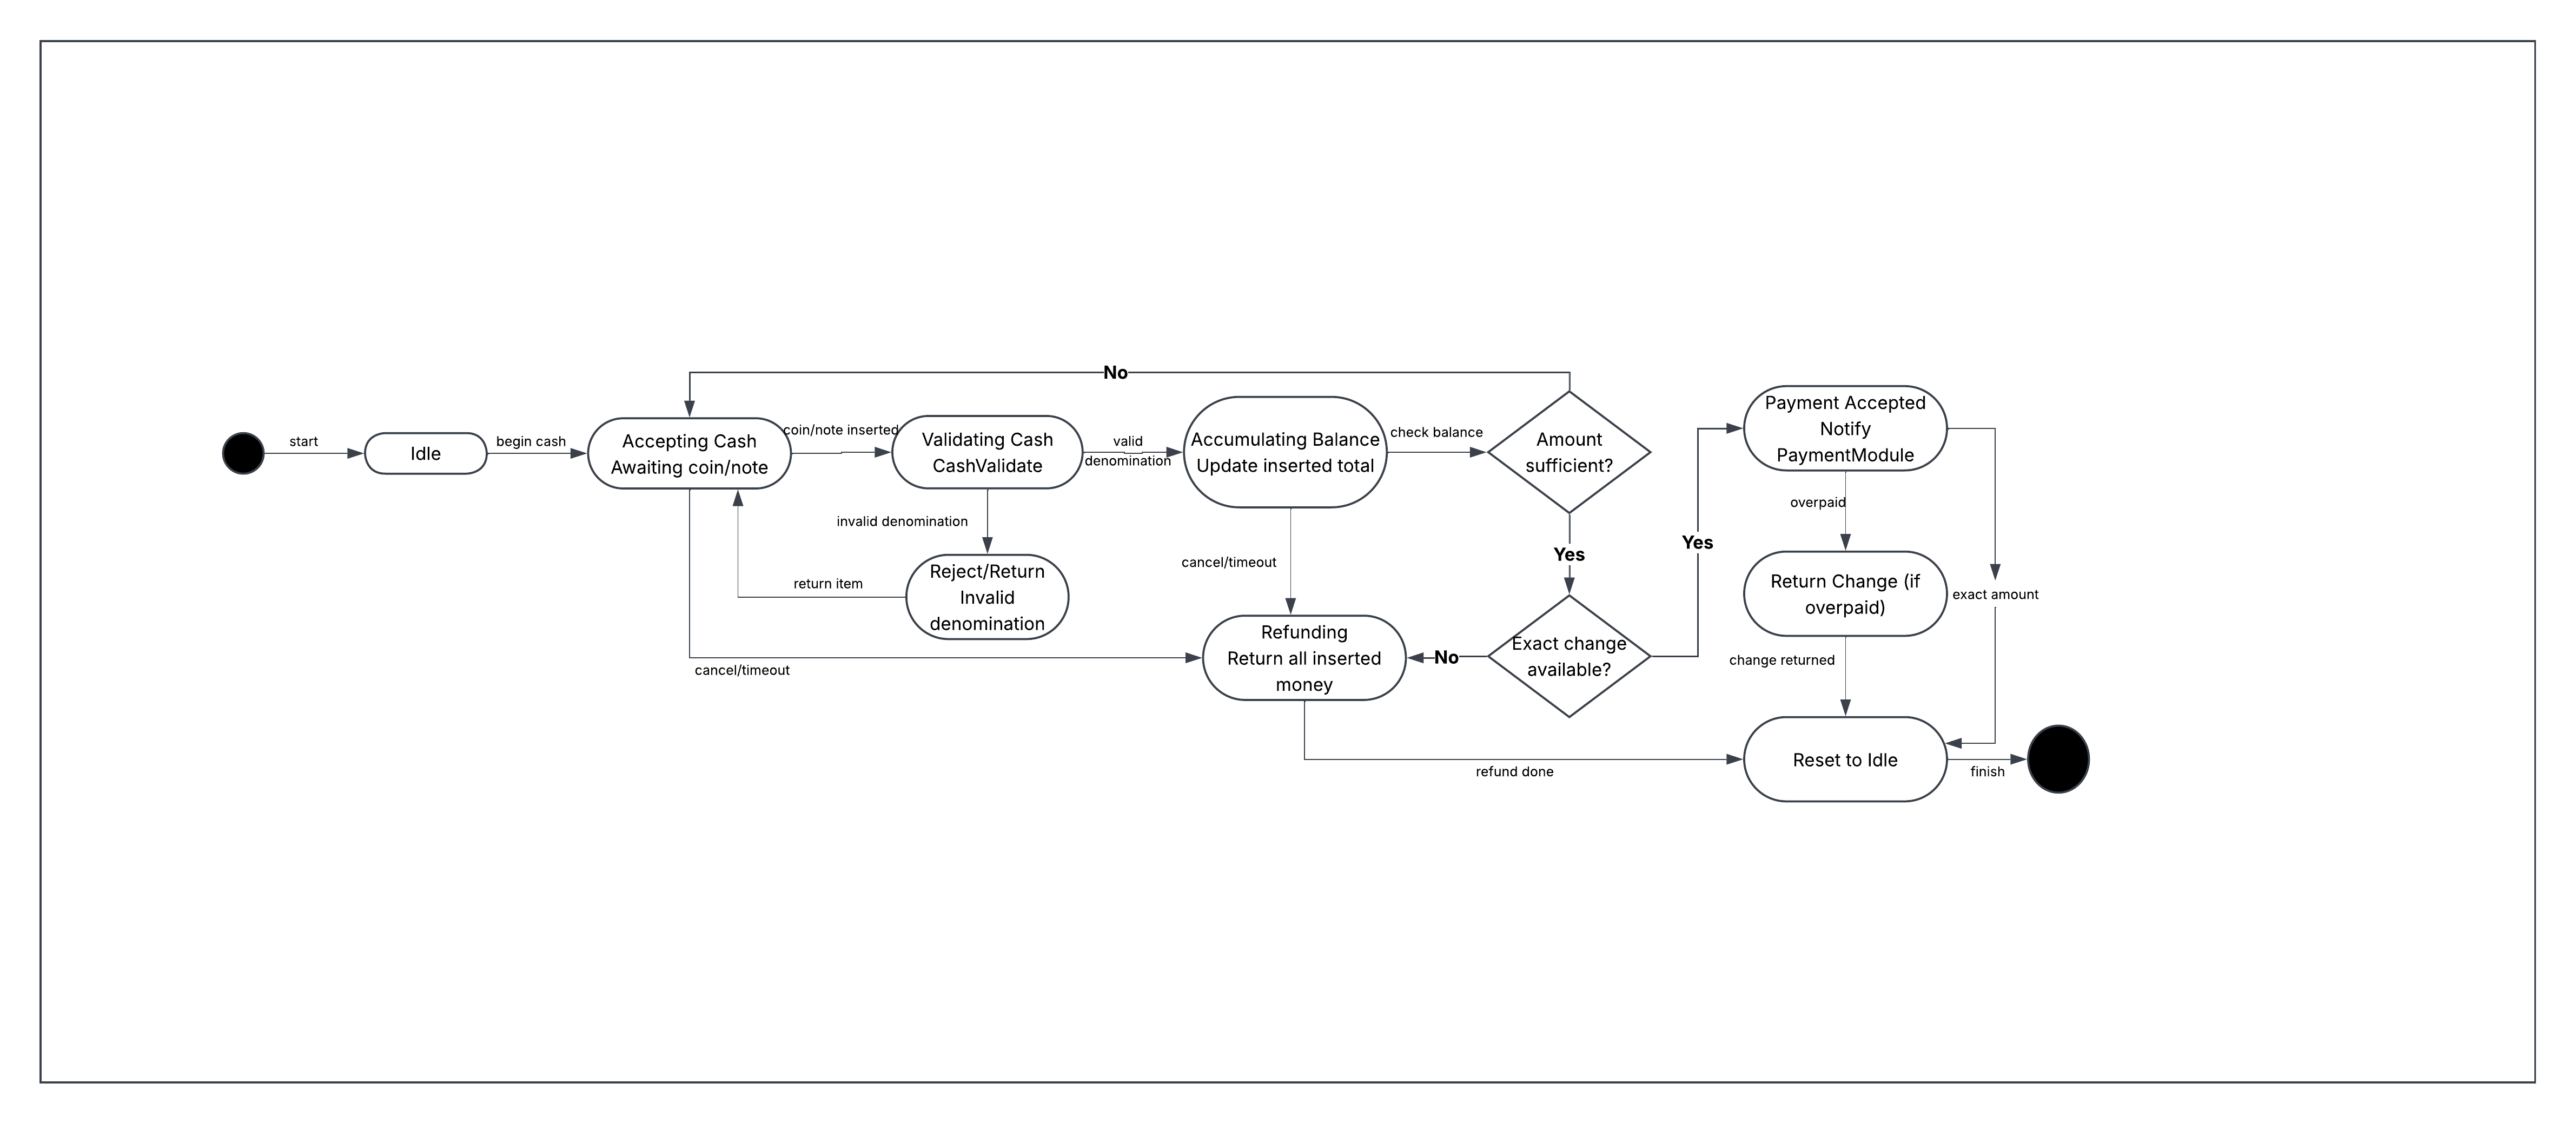 No
start
Idle
begin cash
Accepting Cash
Awaiting coin/note
coin/note inserted
Validating Cash
CashValidate
valid
denomination
Accumulating Balance
Update inserted total
check balance
Amount
sufficient?
Payment Accepted
Notify
PaymentModule
invalid denomination
return item
Reject/Return
Invalid
denomination
cancel/timeout
cancel/timeout
Refunding
Return all inserted
money
Yes
No
Exact change
available?
Yes
overpaid
Return Change (if
overpaid)
exact amount
change returned
refund done
Reset to Idle
finish